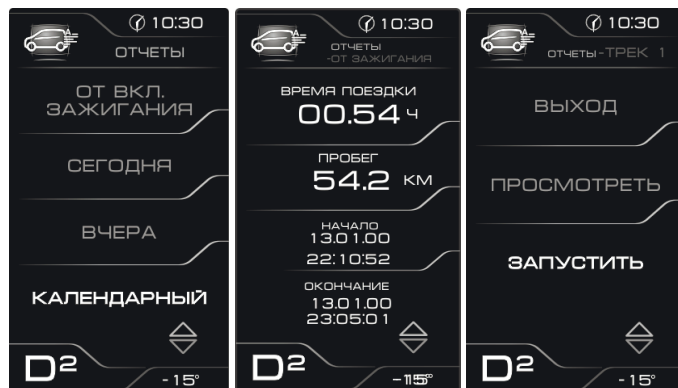 10:30
ОТЧЕТЫ
ОТ ВКЛ.
ЗАЖИГАНИЯ
СЕГОДНЯ
ВЧЕРА
КАЛЕНДАРНЫЙ
D2
-15°
10:30
ОТЧЕТЫ
-ОТ ЗАЖИГАНИЯ
ВРЕМЯ ПОЕЗДКИ
00.54 Ч
ПРОБЕГ
54.2 КМ
НАЧАЛО
13.01.00
22:10:52
ОКОНЧАНИЕ
13.01.00
23:05:01
D2
-15°
10:30
ОТЧЕТЫ-ТРЕК 1
ВЫХОД
ПРОСМОТРЕТЬ
ЗАПУСТИТЬ
D2
-15°